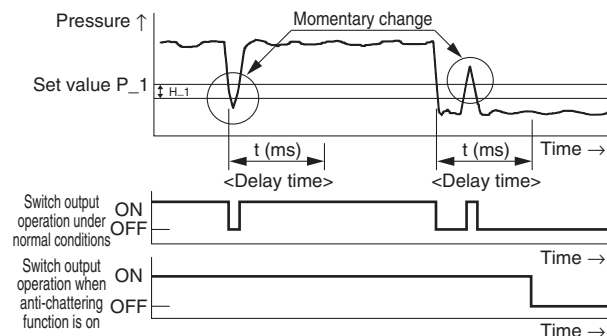 Pressure ↑
Momentary change
Set value P_1
H_1
Time →
t (ms)
t (ms)
<Delay time>
<Delay time>
Switch output
operation under
normal conditions
ON
OFF
Time →
Switch output
operation when
anti-chattering
function is on
ON
OFF
Time →